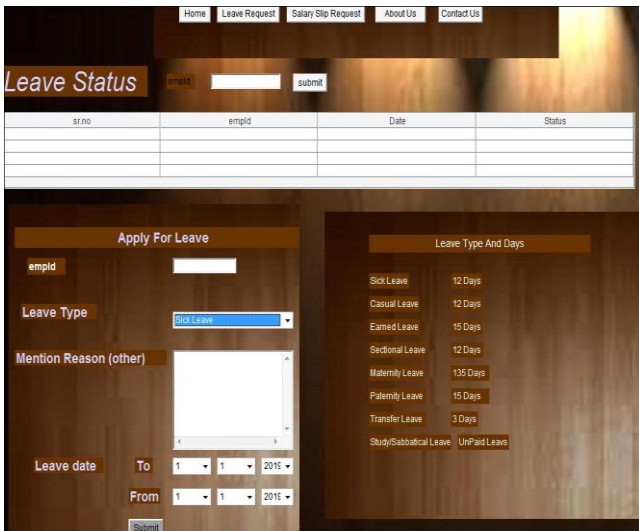 Home Leave Request Salary Slip Request About Us Contact Us
Leave Status empId submit
sr.no empId Date Status
Apply For Leave
empId
Leave Type Sick Leave
Mention Reason (other)
Leave date To 1 1 2019
From 1 1 2019
Submit
Leave Type And Days
Sick Leave 12 Days
Casual Leave 12 Days
Earned Leave 15 Days
Sectional Leave 12 Days
Maternity Leave 135 Days
Paternity Leave 15 Days
Transfer Leave 3 Days
Study/Sabbatical Leave UnPaid Leavs